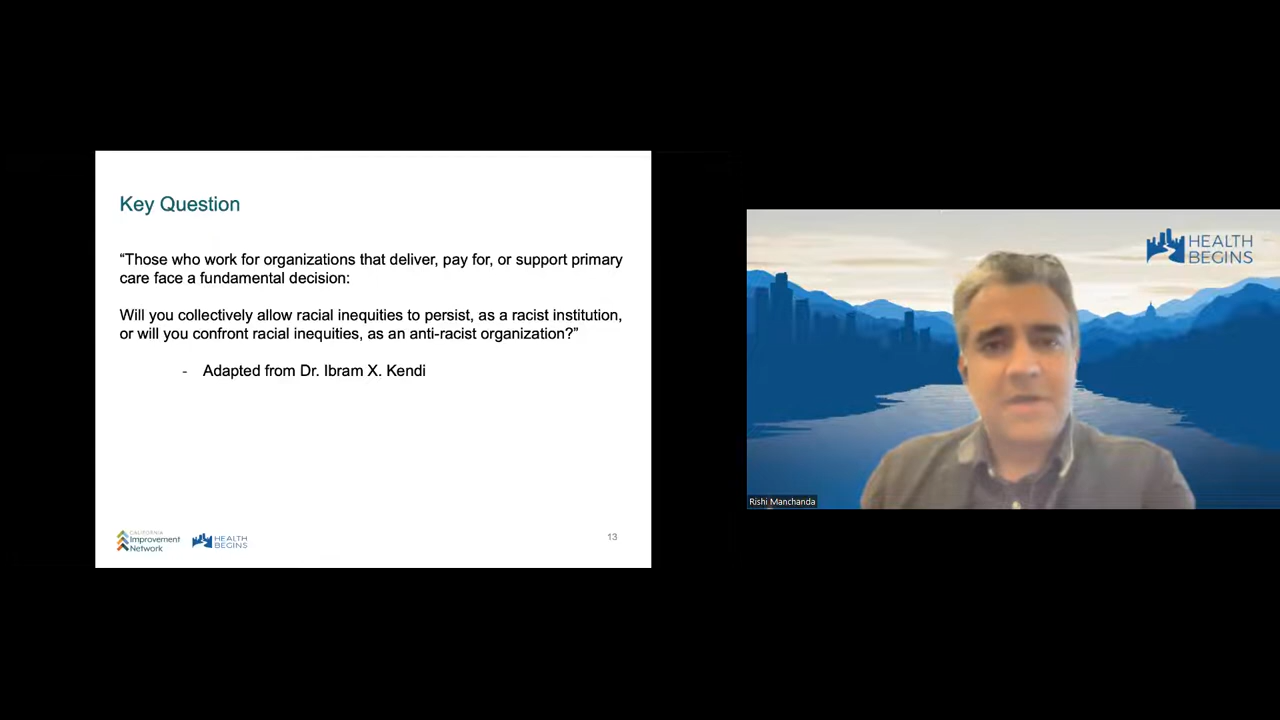 Key Question
“Those who work for organizations that deliver, pay for, or support primary
care face a fundamental decision:
Will you collectively allow racial inequities to persist, as a racist institution,
or will you confront racial inequities, as an anti-racist organization?”
- Adapted from Dr. Ibram X. Kendi
CALIFORNIA
Improvement
Network
HEALTH
BEGINS
13
HEALTH
BEGINS
Rishi Manchanda